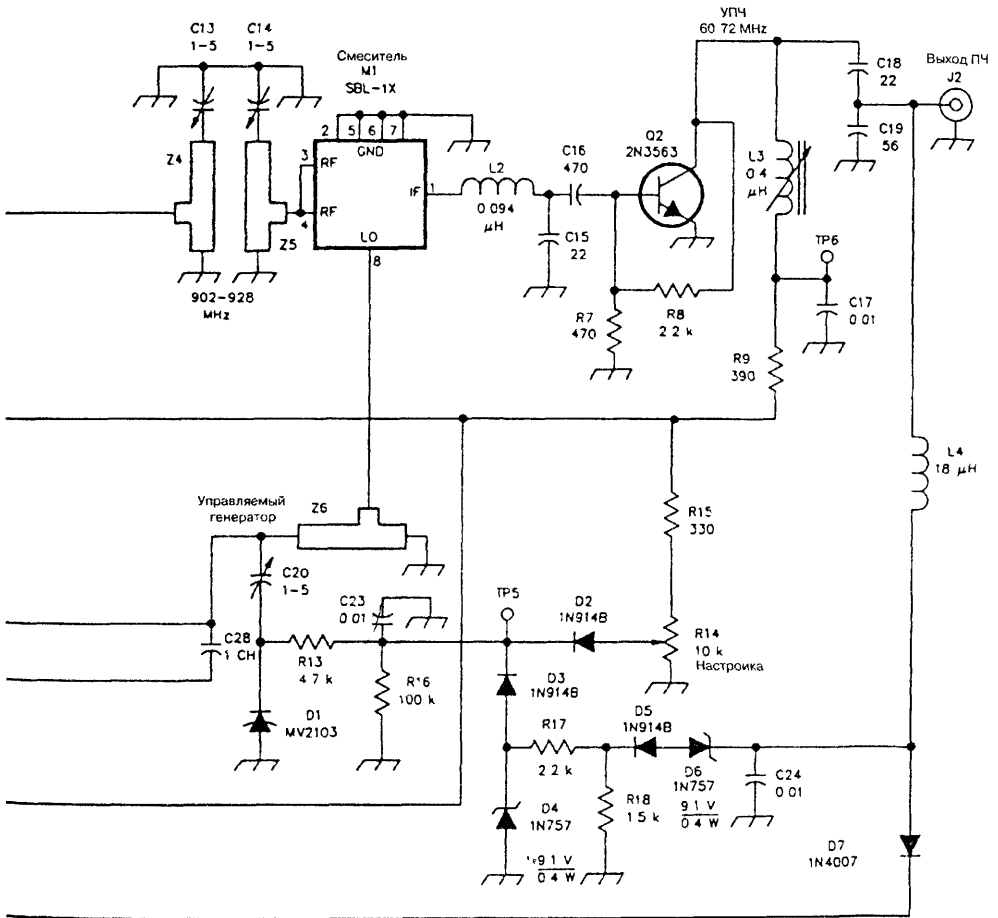 C13
1-5
C14
1-5
УПЧ
60 72 MHz
Смеситель
M1
SBL-1X
C18
22
Выход ПЧ
J2
2 5 6 7
GND
3
RF
RF
4
IF
1
LO
8
Z4
Z5
902-928
MHz
L2
0 094
µH
C16
470
C15
22
Q2
2N3563
L3
0 4
µH
C19
56
TP6
C17
0 01
R7
470
R8
2 2 k
R9
390
L4
18 µH
R15
330
Управляемый
генератор
Z6
C20
1-5
C23
0 01
TP5
D2
1N914B
R14
10 k
Настройка
C28
1 CH
R13
4 7 k
R16
100 k
D3
1N914B
D1
MV2103
R17
2 2 k
D5
1N914B
D6
1N757
9 1 V
0 4 W
C24
0 01
D4
1N757
9 1 V
0 4 W
R18
1 5 k
D7
1N4007